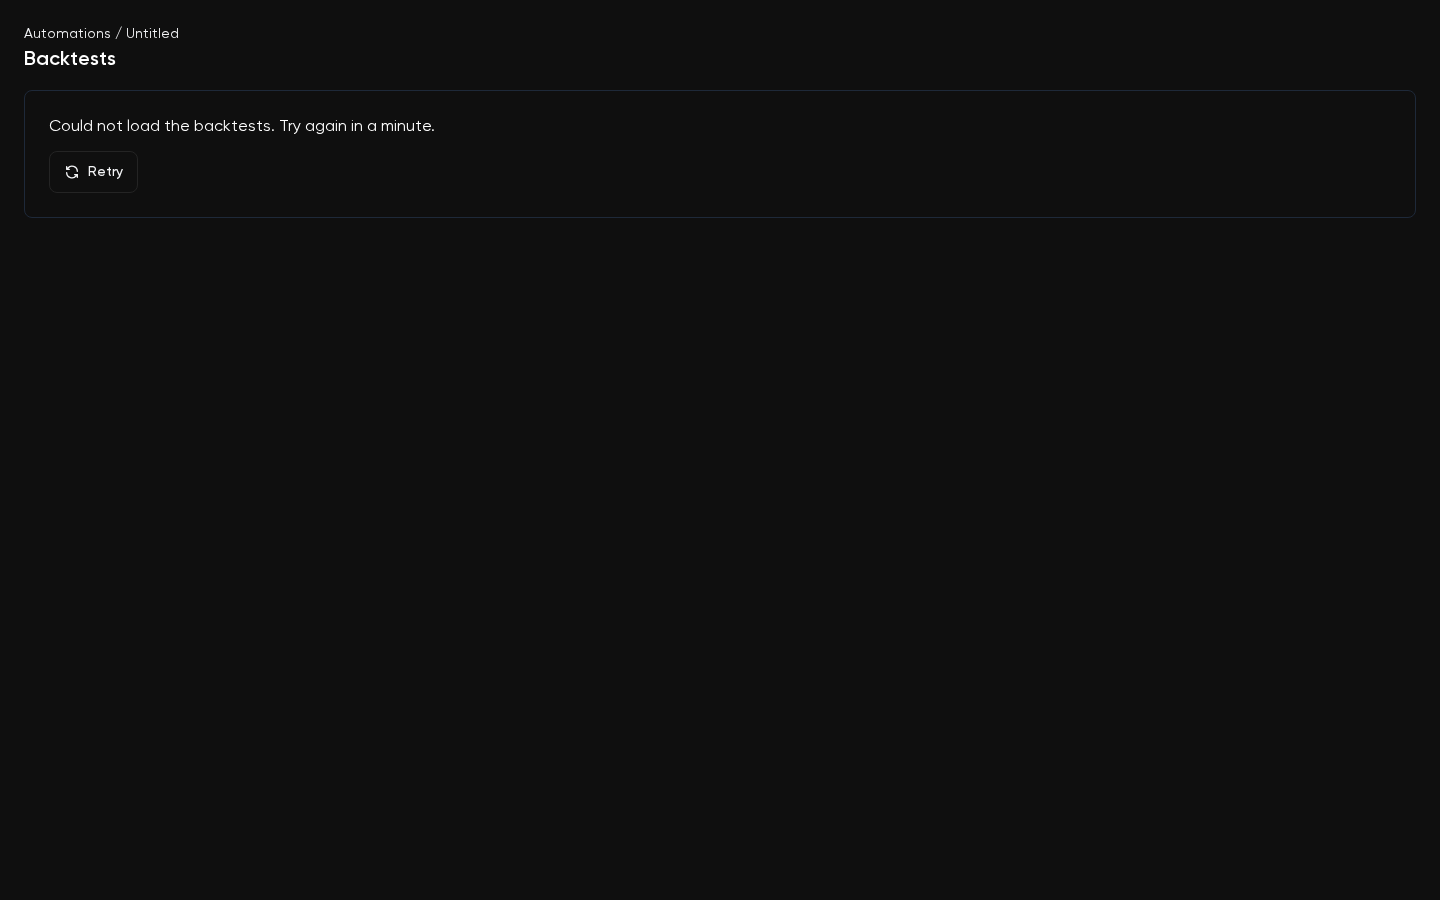 Automations / Untitled
Backtests
Could not load the backtests. Try again in a minute.
Retry